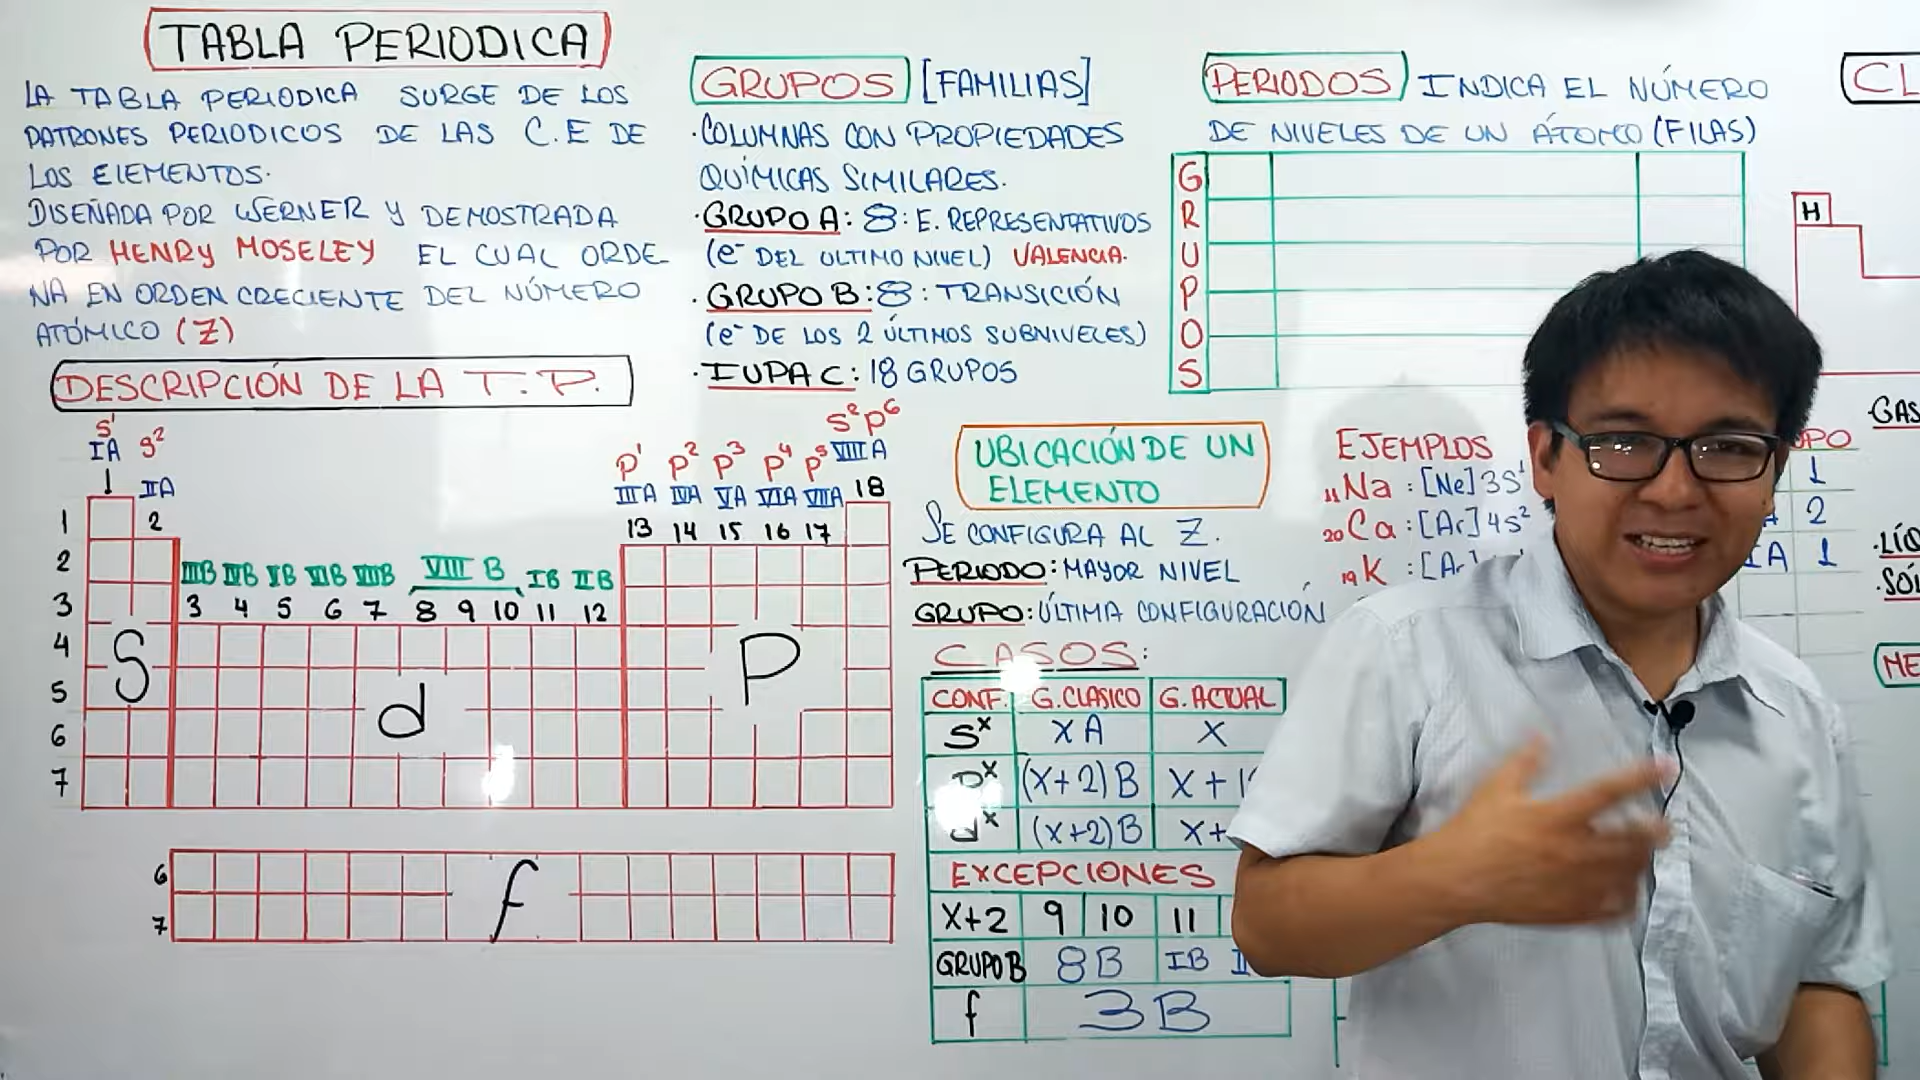 TABLA PERIODICA
LA TABLA PERIODICA SURGE DE LOS
PATRONES PERIODICOS DE LAS C.E DE
LOS ELEMENTOS.
DISEÑADA POR WERNER Y DEMOSTRADA
POR HENRY MOSELEY EL CUAL ORDE
NA EN ORDEN CRECIENTE DEL NÚMERO
ATÓMICO (Z)
DESCRIPCIÓN DE LA T.P.
S¹
IA S²
1 IIA
2
S²P⁶
P¹ P² P³ P⁴ P⁵ VIIIA
IIIA IVA VA VIA VIIA 18
13 14 15 16 17
IIIB IVB VB VIB VIIB VIII B IB IIB
3 4 5 6 7 8 9 10 11 12
1
2
3
4
5
6
7
S
d
P
6
7
f
GRUPOS [FAMILIAS]
·COLUMNAS CON PROPIEDADES
QUÍMICAS SIMILARES.
·GRUPO A: 8: E. REPRESENTATIVOS
(e⁻ DEL ULTIMO NIVEL) VALENCIA.
·GRUPO B: 8: TRANSICIÓN
(e⁻ DE LOS 2 ÚLTIMOS SUBNIVELES)
·IUPAC: 18 GRUPOS
UBICACIÓN DE UN
ELEMENTO
SE CONFIGURA AL Z.
PERIODO: MAYOR NIVEL
GRUPO: ÚLTIMA CONFIGURACIÓN
CASOS:
CONF. G.CLASICO G. ACTUAL
Sˣ XA X
(X+2)B
(X+2)B
EXCEPCIONES
X+2 9 10 11
GRUPO B 8B IB
f 3B
PERIODOS INDICA EL NÚMERO
DE NIVELES DE UN ÁTOMO (FILAS)
GRUPOS
EJEMPLOS
₁₁Na : [Ne]3S¹ 1
₂₀Ca : [Ar]4S² 2
₁₉K : 1
H